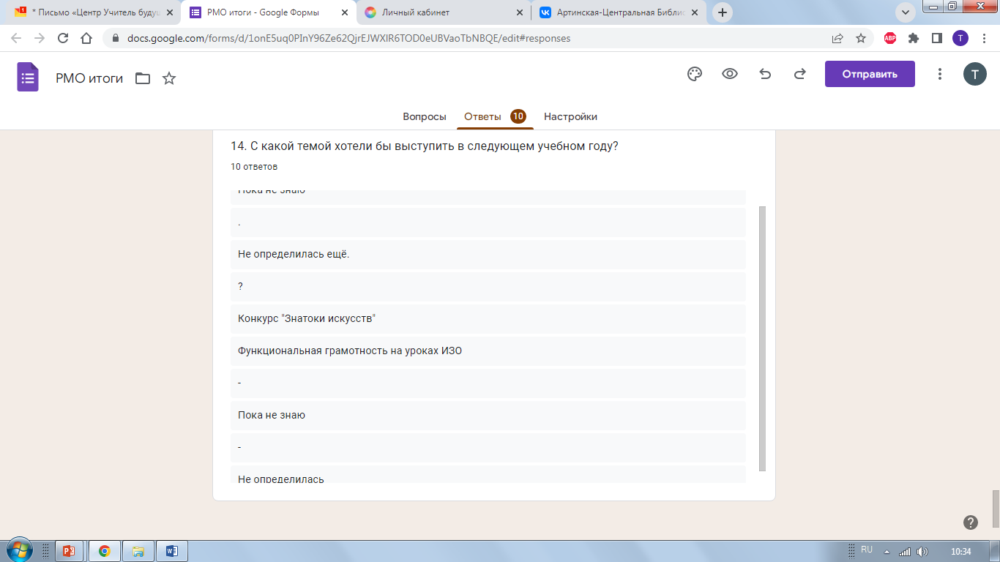 * Письмо «Центр Учитель будущ
РМО итоги - Google Формы
Личный кабинет
Артинская-Центральная Библио
docs.google.com/forms/d/1onE5uq0PInY96Ze62QjrEJWXlR6TOD0eUBVaoTbNBQE/edit#responses
ABP
T
РМО итоги
Отправить
T
Вопросы
Ответы 10
Настройки
14. С какой темой хотели бы выступить в следующем учебном году?
10 ответов
Пока не знаю
.
Не определилась ещё.
?
Конкурс "Знатоки искусств"
Функциональная грамотность на уроках ИЗО
-
Пока не знаю
-
Не определилась
RU
10:34